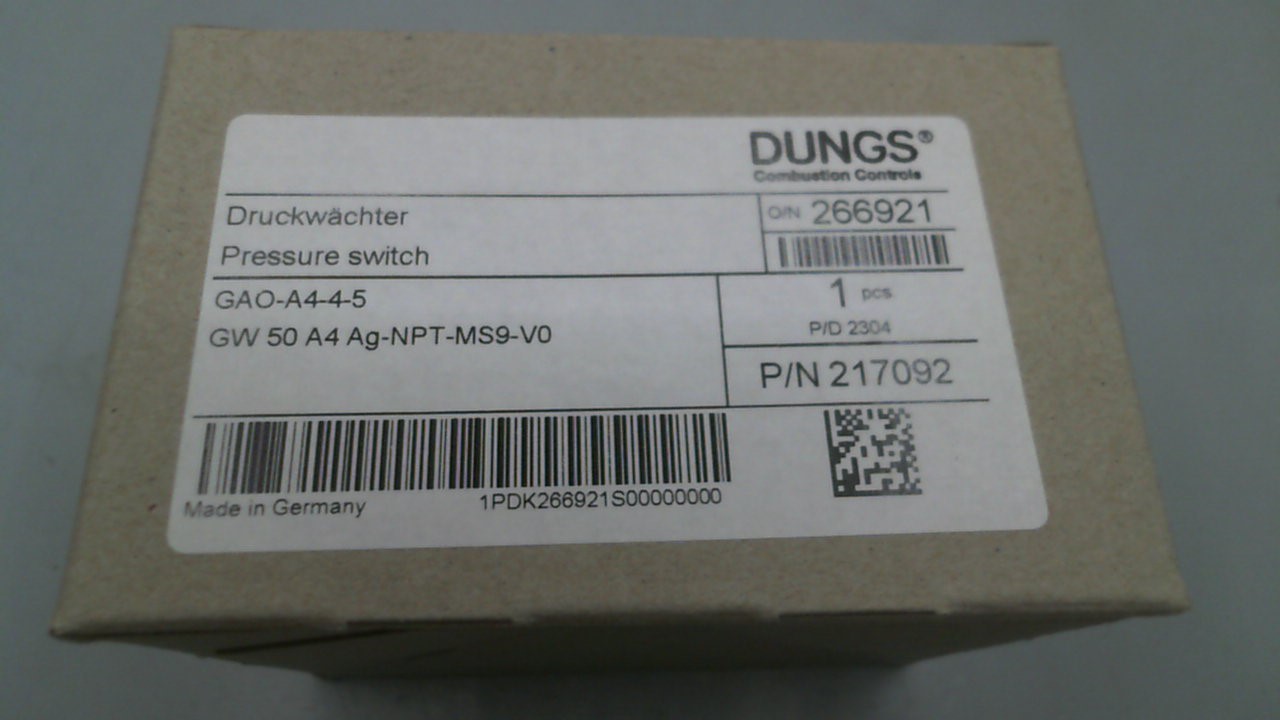 DUNGS®
Combustion Controls
Druckwächter
Pressure switch
O/N 266921
GAO-A4-4-5
GW 50 A4 Ag-NPT-MS9-V0
1 pcs
P/D 2304
P/N 217092
Made in Germany
1PDK266921S00000000